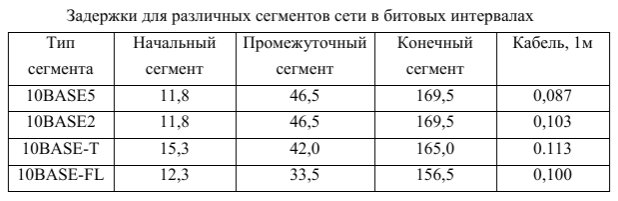 Задержки для различных сегментов сети в битовых интервалах
Тип сегмента Начальный сегмент Промежуточный сегмент Конечный сегмент Кабель, 1м
10BASE5 11,8 46,5 169,5 0,087
10BASE2 11,8 46,5 169,5 0,103
10BASE-T 15,3 42,0 165,0 0.113
10BASE-FL 12,3 33,5 156,5 0,100